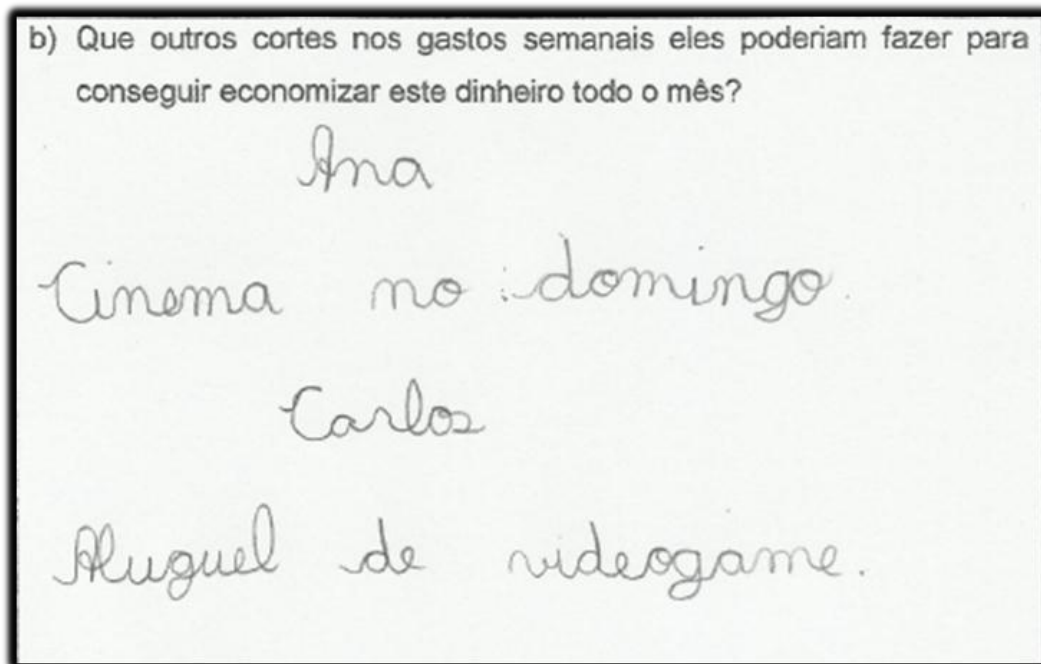 b) Que outros cortes nos gastos semanais eles poderiam fazer para
conseguir economizar este dinheiro todo o mês?
Ana
Cinema no domingo.
Carlos
Aluguel de videogame.